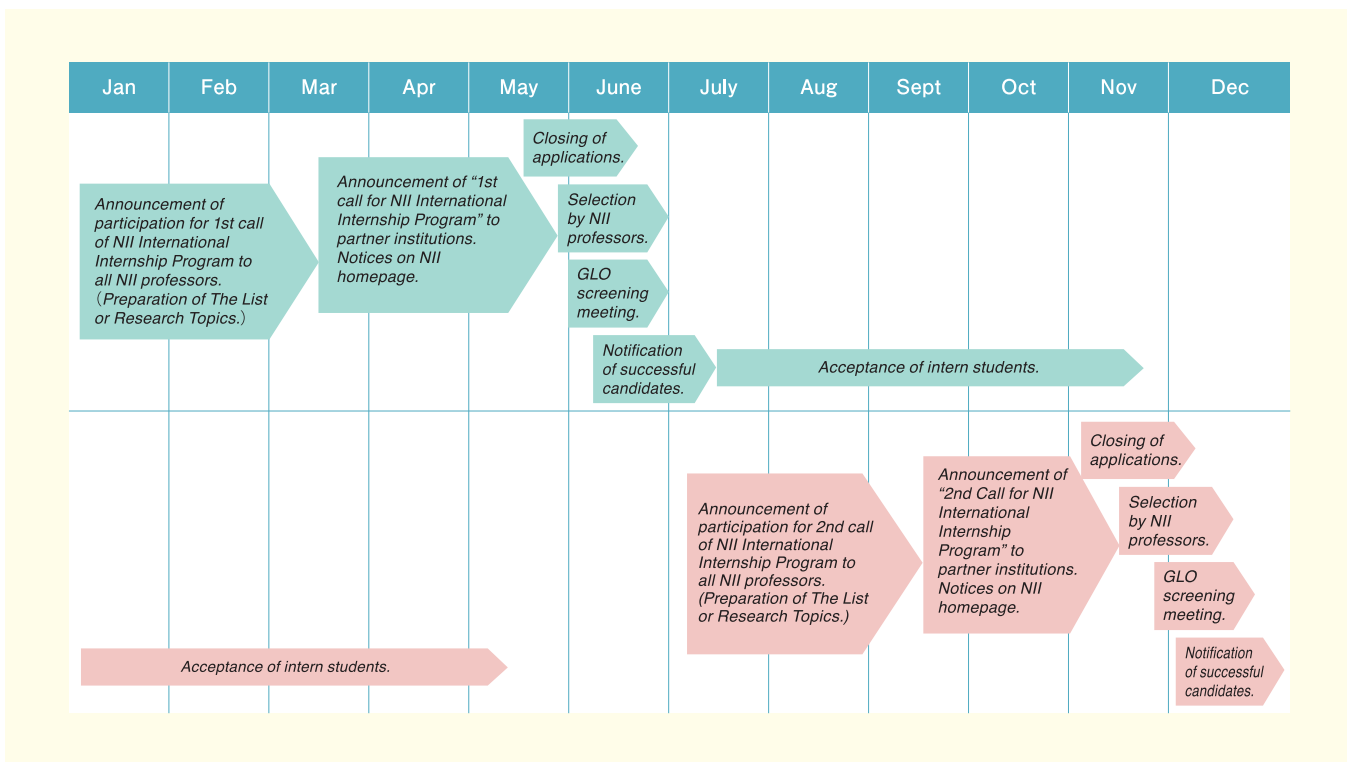 Jan Feb Mar Apr May June July Aug Sept Oct Nov Dec
Announcement of
participation for 1st call
of NII International
Internship Program to
all NII professors.
（Preparation of The List
or Research Topics.）
Announcement of “1st
call for NII International
Internship Program” to
partner institutions.
Notices on NII
homepage.
Closing of
applications.
Selection
by NII
professors.
GLO
screening
meeting.
Notification
of successful
candidates.
Acceptance of intern students.
Acceptance of intern students.
Announcement of
participation for 2nd call
of NII International
Internship Program to
all NII professors.
(Preparation of The List
or Research Topics.)
Announcement of
“2nd Call for NII
International
Internship
Program” to
partner institutions.
Notices on NII
homepage.
Closing of
applications.
Selection
by NII
professors.
GLO
screening
meeting.
Notification
of successful
candidates.